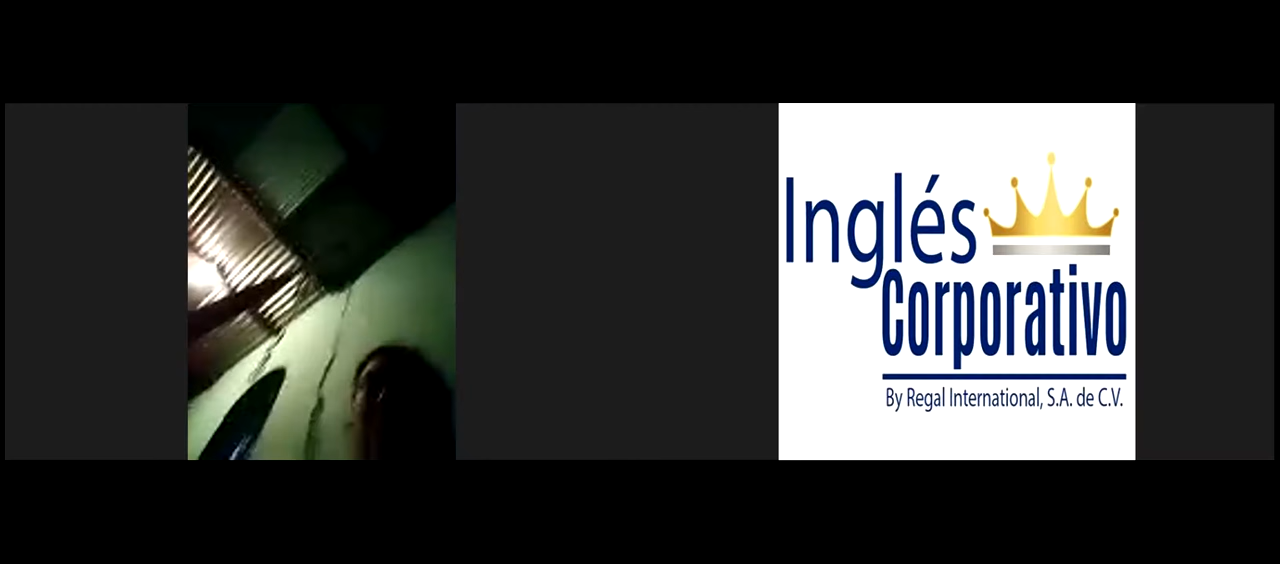 Inglés
Corporativo
By Regal International, S.A. de C.V.